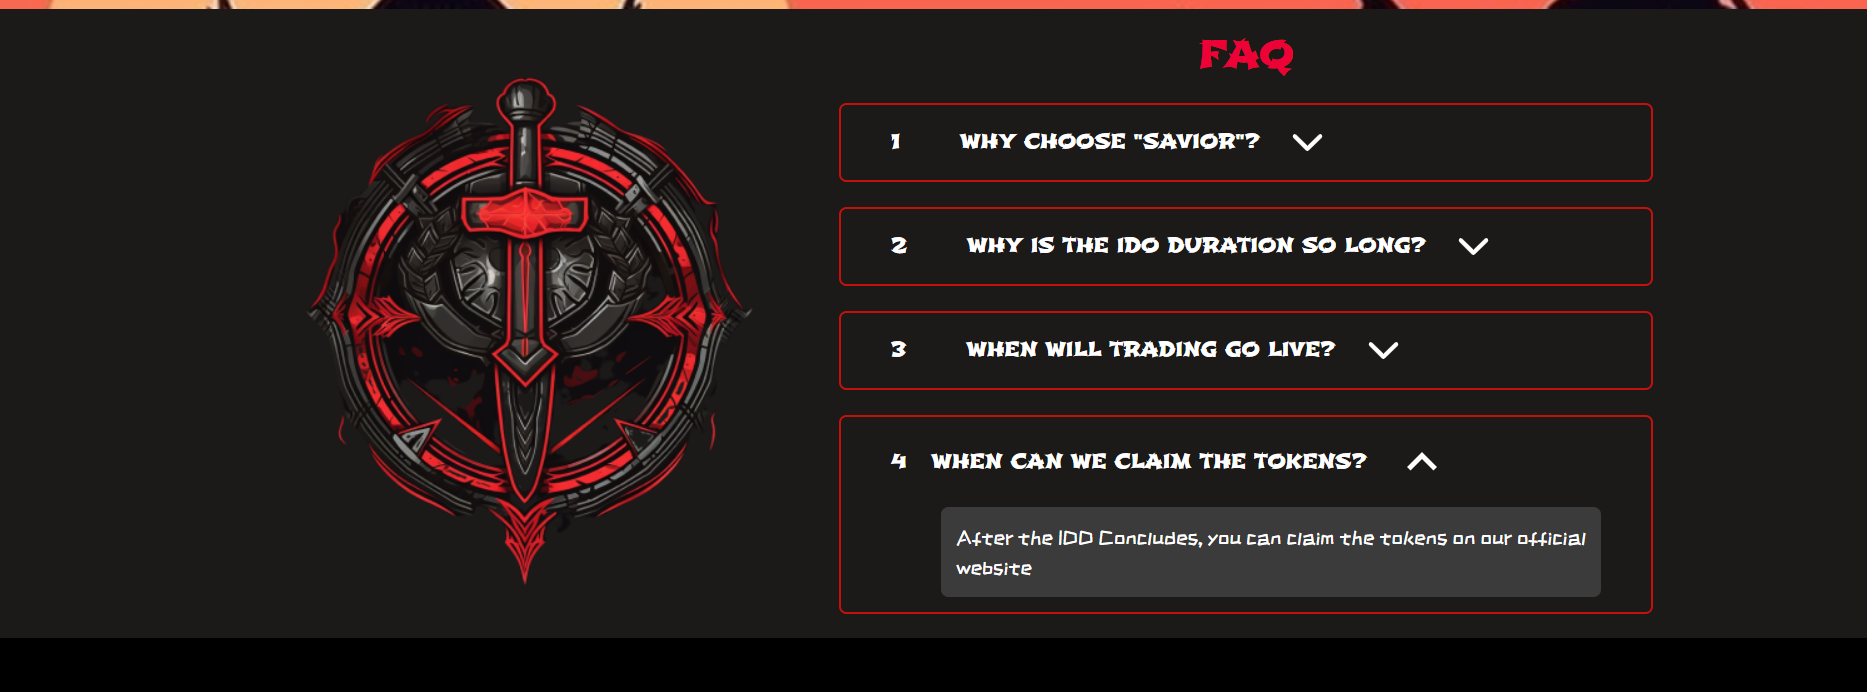 FAQ
1 WHY CHOOSE "SAVIOR"?
2 WHY IS THE IDO DURATION SO LONG?
3 WHEN WILL TRADING GO LIVE?
4 WHEN CAN WE CLAIM THE TOKENS?
After the IDO Concludes, you can claim the tokens on our official
website